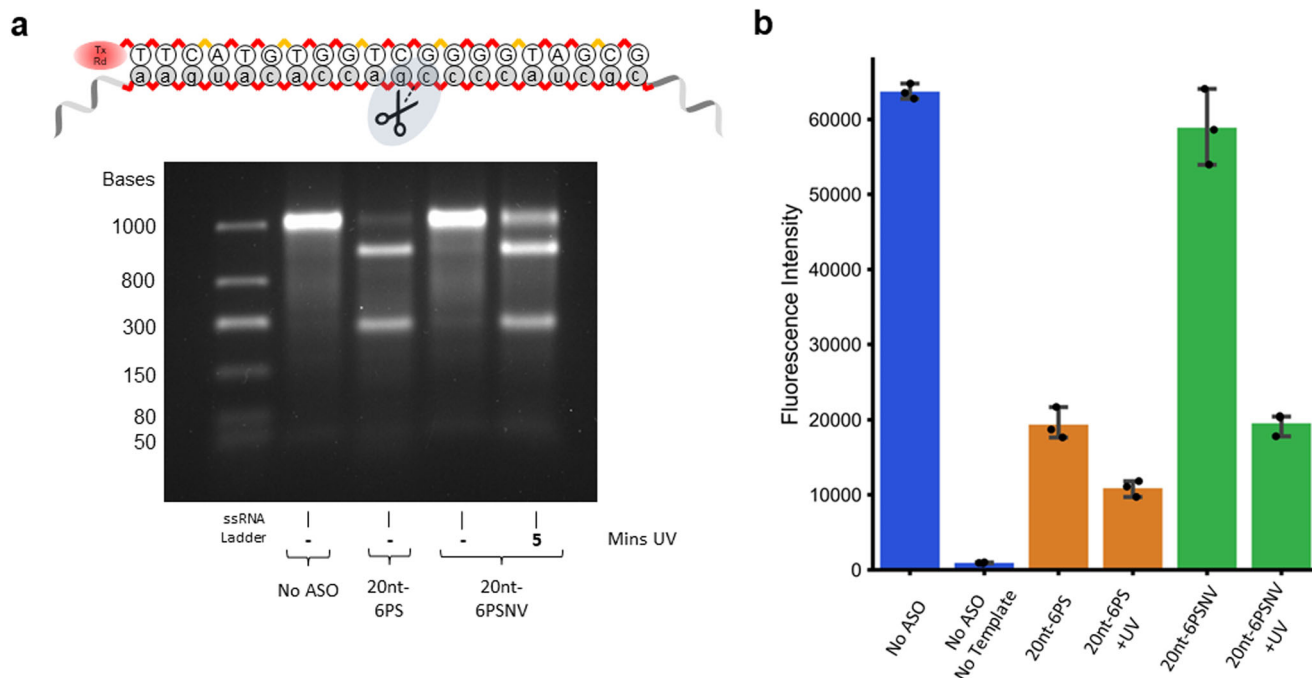 a
Tx
Rd
TTCATGTGGTCGGGGTAGCG
aaguacaccagccccaucgc
Bases
1000
800
300
150
80
50
ssRNA
Ladder
- - - 5 Mins UV
No ASO
20nt-
6PS
20nt-
6PSNV
b
Fluorescence Intensity
60000
50000
40000
30000
20000
10000
0
No ASO
No ASO
No Template
20nt-6PS
20nt-6PS
+UV
20nt-6PSNV
20nt-6PSNV
+UV